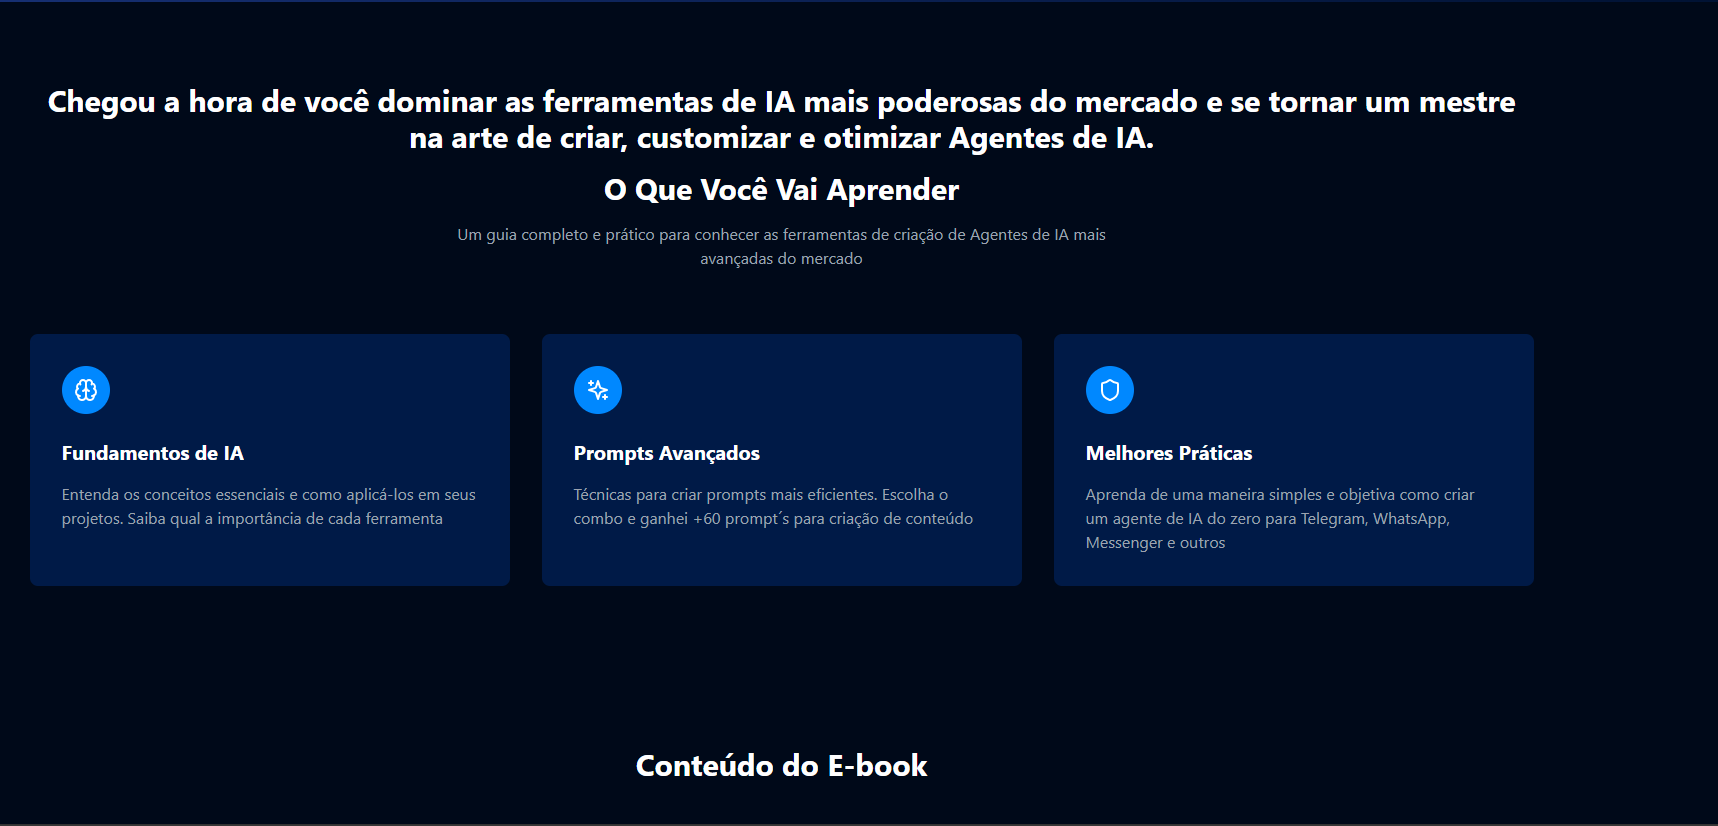 Chegou a hora de você dominar as ferramentas de IA mais poderosas do mercado e se tornar um mestre
na arte de criar, customizar e otimizar Agentes de IA.
O Que Você Vai Aprender
Um guia completo e prático para conhecer as ferramentas de criação de Agentes de IA mais
avançadas do mercado
Fundamentos de IA
Entenda os conceitos essenciais e como aplicá-los em seus
projetos. Saiba qual a importância de cada ferramenta
Prompts Avançados
Técnicas para criar prompts mais eficientes. Escolha o
combo e ganhei +60 prompt´s para criação de conteúdo
Melhores Práticas
Aprenda de uma maneira simples e objetiva como criar
um agente de IA do zero para Telegram, WhatsApp,
Messenger e outros
Conteúdo do E-book